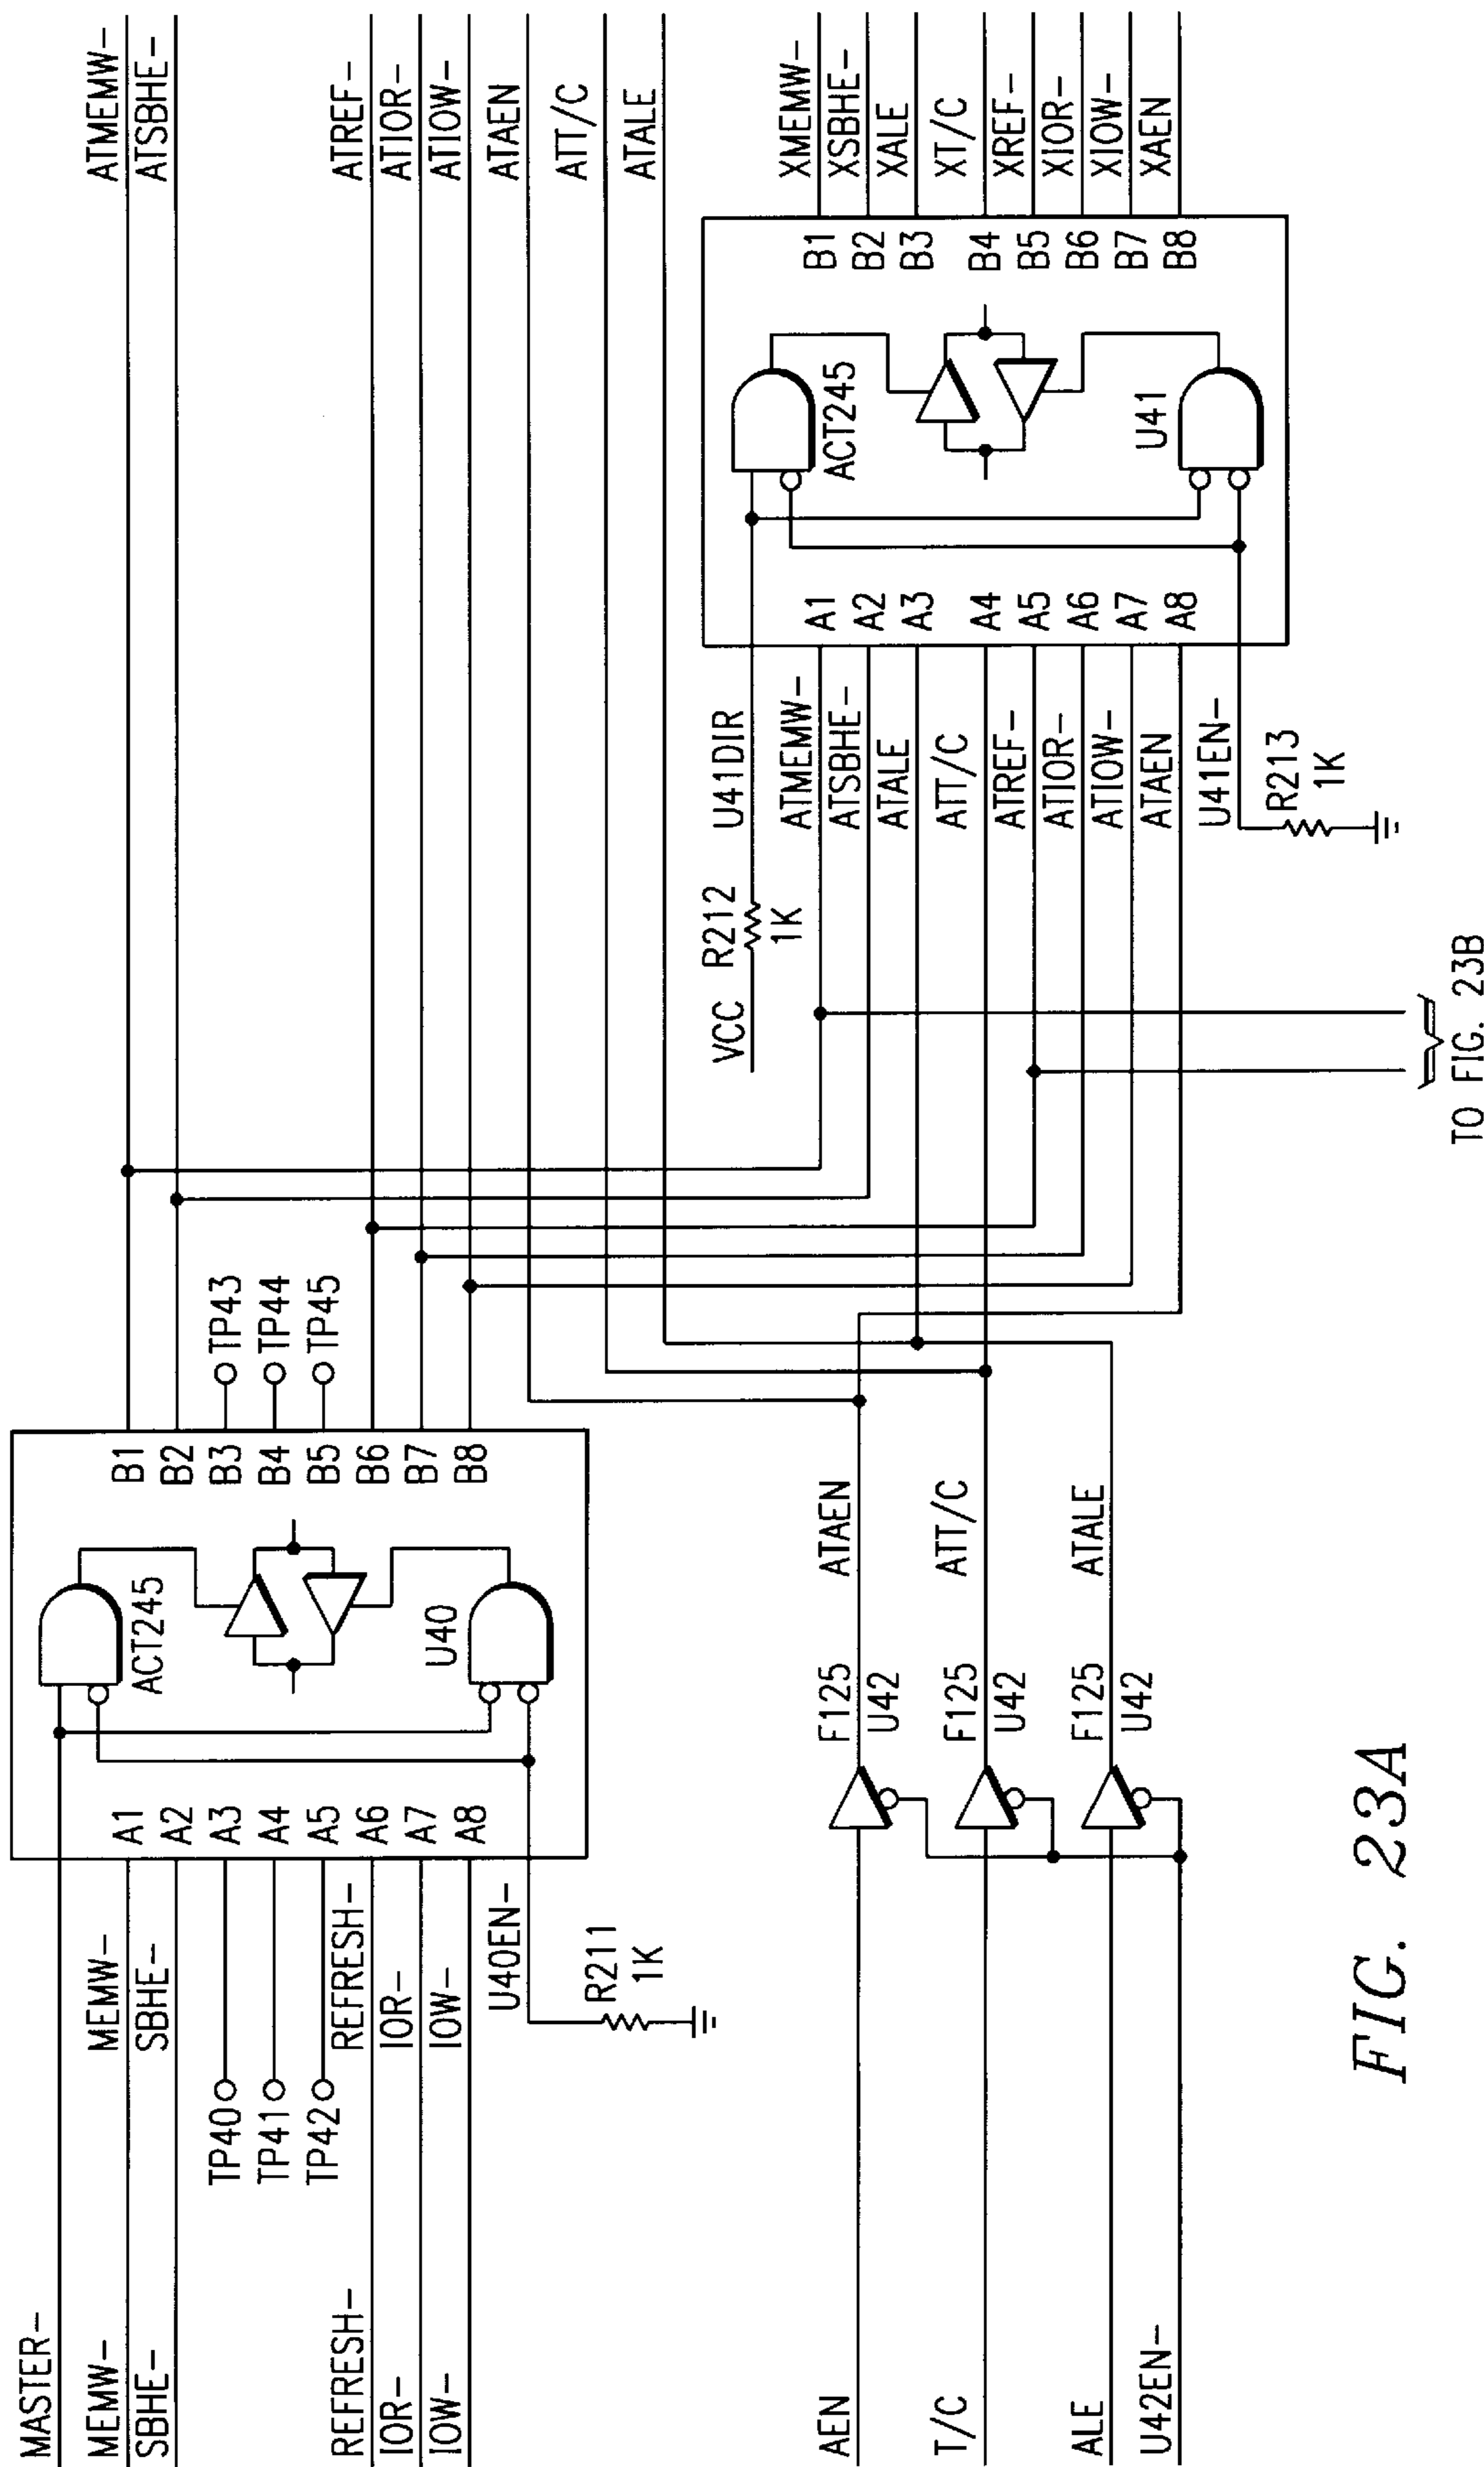 MASTER-
MEMW-
SBHE-
REFRESH-
IOR-
IOW-
MEMW-
SBHE-
TP40
TP41
TP42
REFRESH-
IOR-
IOW-
U40EN-
R211
1K
A1
A2
A3
A4
A5
A6
A7
A8
ACT245
U40
B1
B2
B3
B4
B5
B6
B7
B8
TP43
TP44
TP45
ATMEMW-
ATSBHE-
ATREF-
ATIOR-
ATIOW-
ATAEN
ATT/C
ATALE
AEN
T/C
ALE
U42EN-
F125
U42
F125
U42
F125
U42
ATAEN
ATT/C
ATALE
VCC
R212
1K
U41DIR
ATMEMW-
ATSBHE-
ATALE
ATT/C
ATREF-
ATIOR-
ATIOW-
ATAEN
U41EN-
R213
1K
A1
A2
A3
A4
A5
A6
A7
A8
ACT245
U41
B1
B2
B3
B4
B5
B6
B7
B8
XMEMW-
XSBHE-
XALE
XT/C
XREF-
XIOR-
XIOW-
XAEN
TO FIG. 23B
FIG. 23A